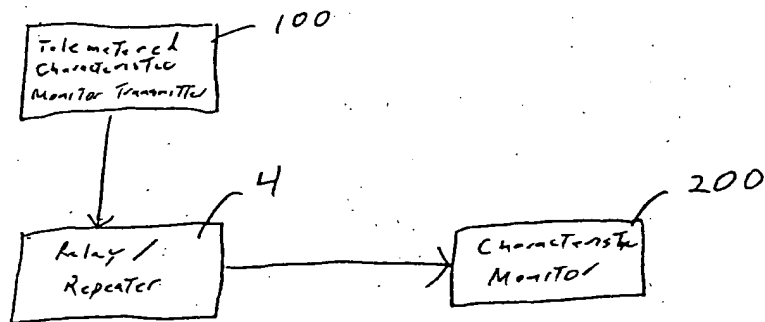 100
Telemetered
Characteristic
Monitor Transmitter
4
200
Relay /
Repeater
Characteristic
Monitor